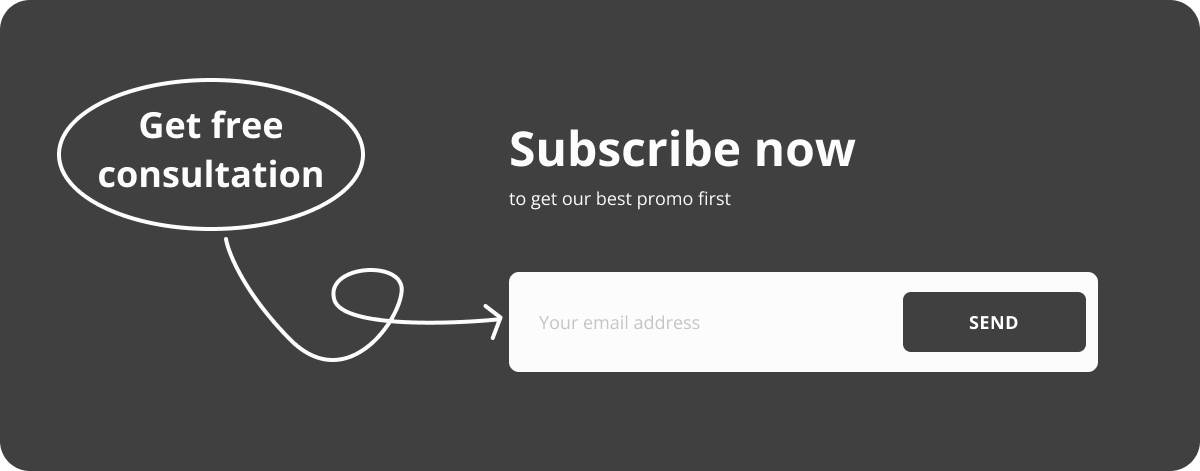 Get free
consultation
Subscribe now
to get our best promo first
Your email address
SEND